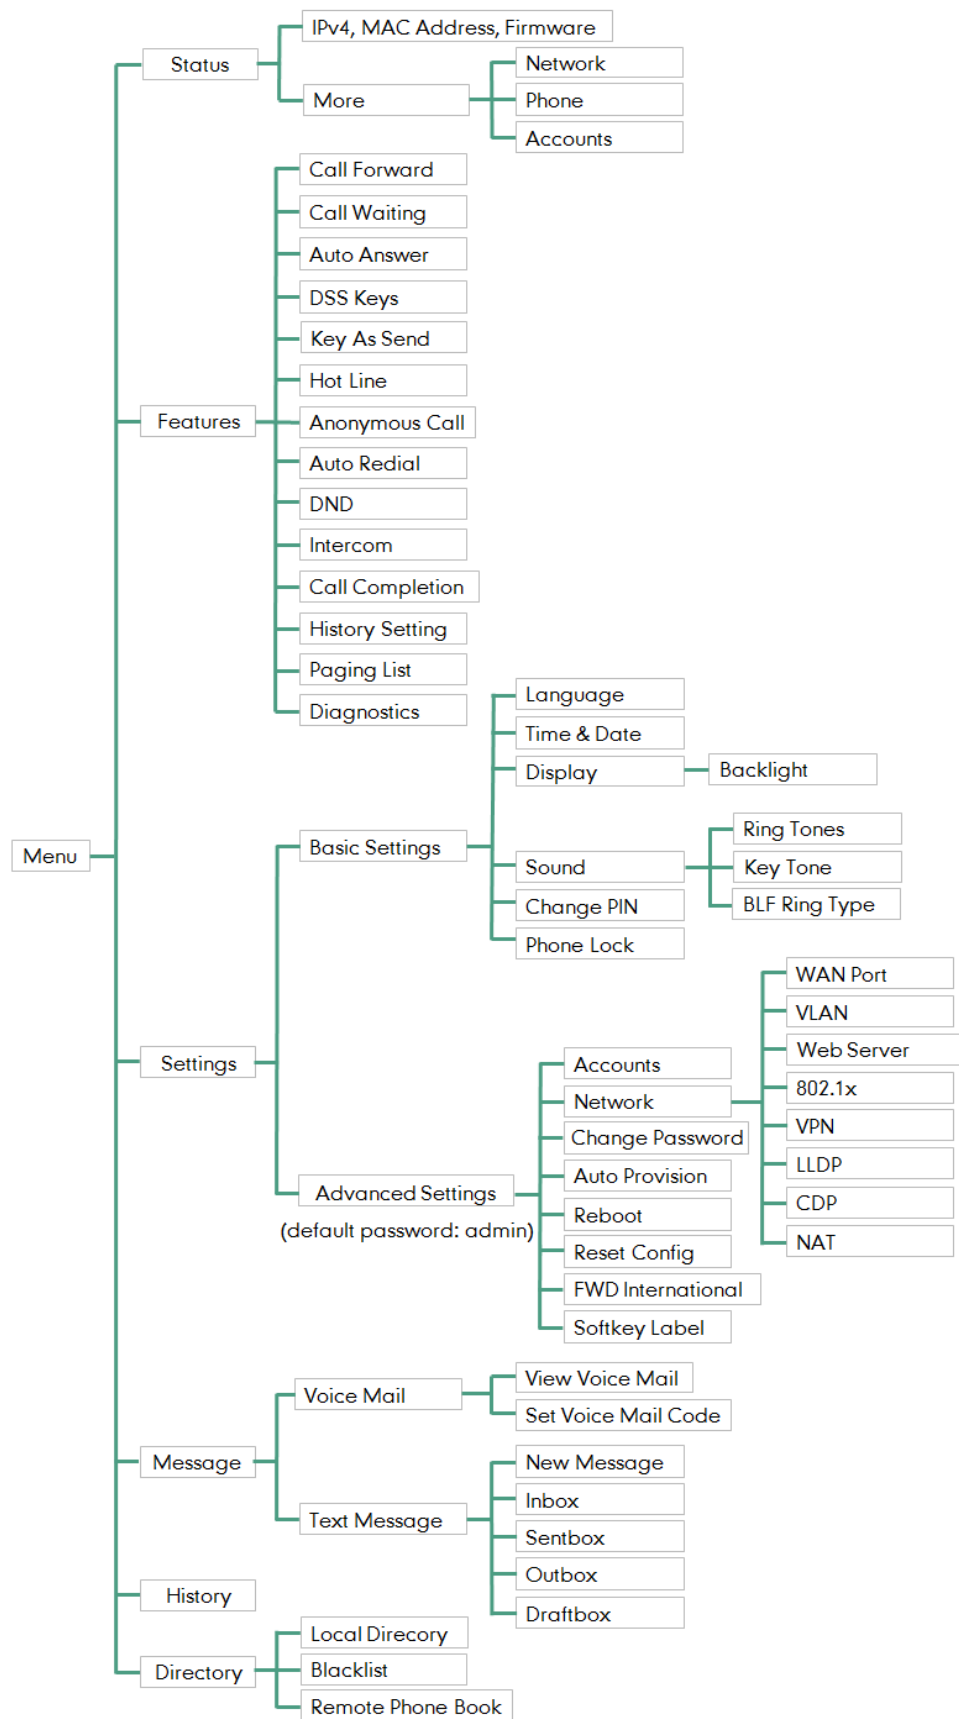 IPv4, MAC Address, Firmware
Status
Network
More
Phone
Accounts
Call Forward
Call Waiting
Auto Answer
DSS Keys
Key As Send
Hot Line
Features
Anonymous Call
Auto Redial
DND
Intercom
Call Completion
History Setting
Paging List
Diagnostics
Language
Time & Date
Display
Backlight
Menu
Basic Settings
Ring Tones
Sound
Key Tone
Change PIN
BLF Ring Type
Phone Lock
WAN Port
VLAN
Web Server
Settings
Accounts
802.1x
Network
VPN
Change Password
LLDP
Auto Provision
Advanced Settings
CDP
(default password: admin)
Reboot
NAT
Reset Config
FWD International
Softkey Label
View Voice Mail
Voice Mail
Set Voice Mail Code
Message
New Message
Inbox
Text Message
Sentbox
Outbox
History
Draftbox
Local Direcory
Directory
Blacklist
Remote Phone Book